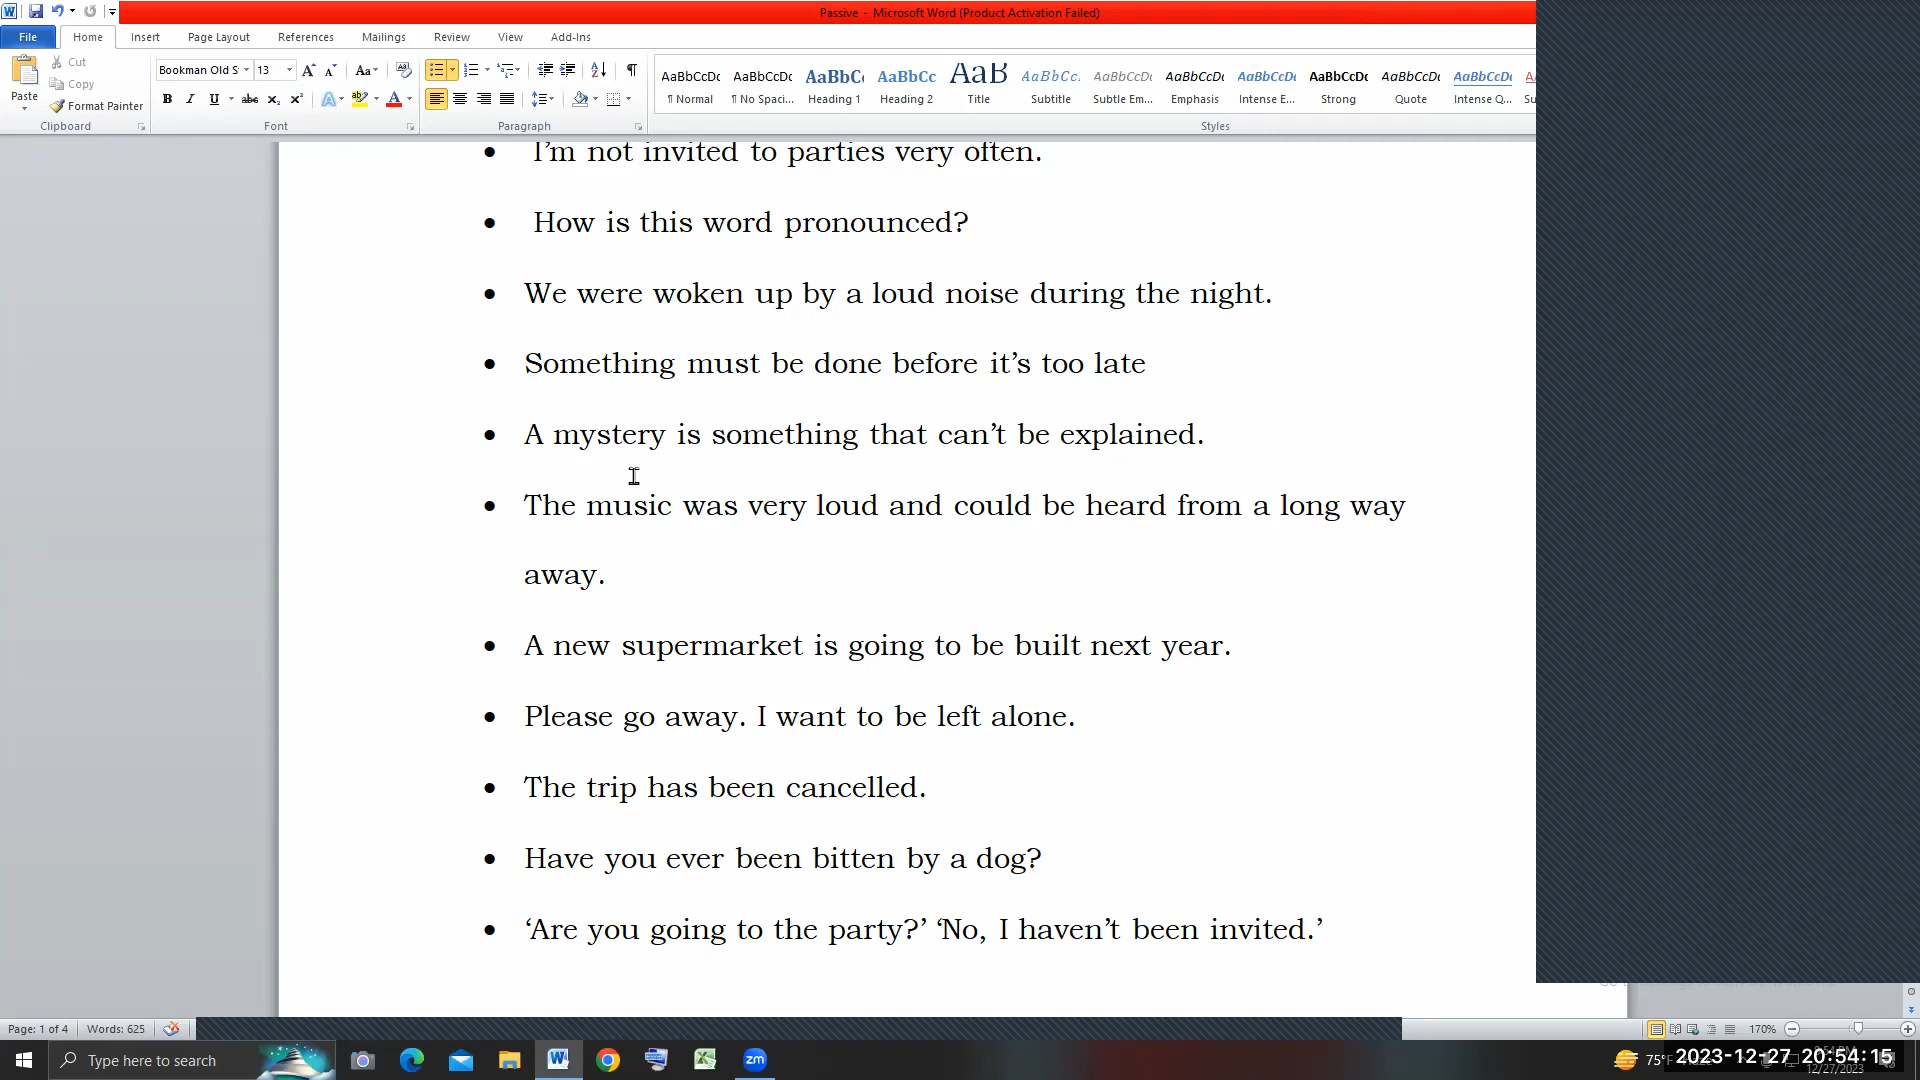 Passive - Microsoft Word (Product Activation Failed)
File Home Insert Page Layout References Mailings Review View Add-Ins
Paste
Cut
Copy
Format Painter
Clipboard
Bookman Old S 13
Font
Paragraph
AaBbCcDc AaBbCcDc AaBbC AaBbCc AaB AaBbCc. AaBbCcDc AaBbCcDc AaBbCcDc AaBbCcDc AaBbCcDc AaBbCcDc
¶ Normal ¶ No Spaci... Heading 1 Heading 2 Title Subtitle Subtle Em... Emphasis Intense E... Strong Quote Intense Q...
Styles
• I’m not invited to parties very often.
• How is this word pronounced?
• We were woken up by a loud noise during the night.
• Something must be done before it’s too late
• A mystery is something that can’t be explained.
• The music was very loud and could be heard from a long way
away.
• A new supermarket is going to be built next year.
• Please go away. I want to be left alone.
• The trip has been cancelled.
• Have you ever been bitten by a dog?
• ‘Are you going to the party?’ ‘No, I haven’t been invited.’
Page: 1 of 4 Words: 625
170%
Type here to search
75°F
2023-12-27 20:54:15
12/27/2023